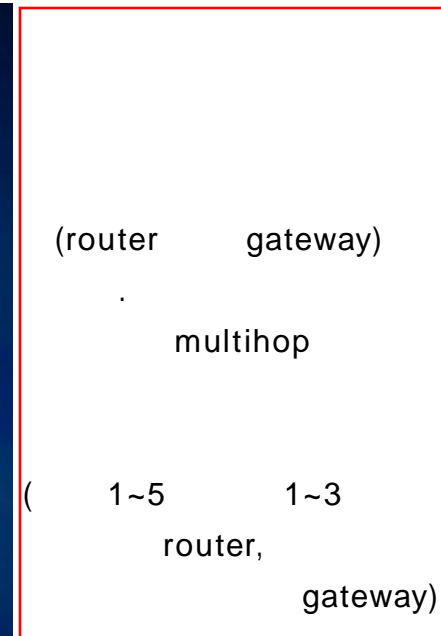 (router gateway)
.
multihop
( 1~5 1~3
router,
gateway)